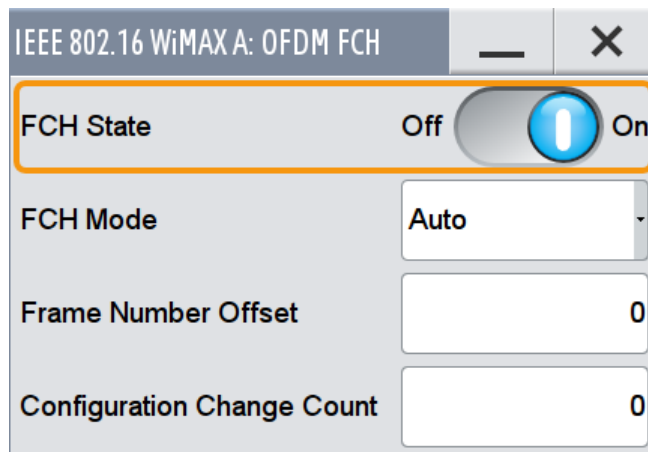 IEEE 802.16 WiMAX A: OFDM FCH
FCH State Off On
FCH Mode Auto
Frame Number Offset 0
Configuration Change Count 0